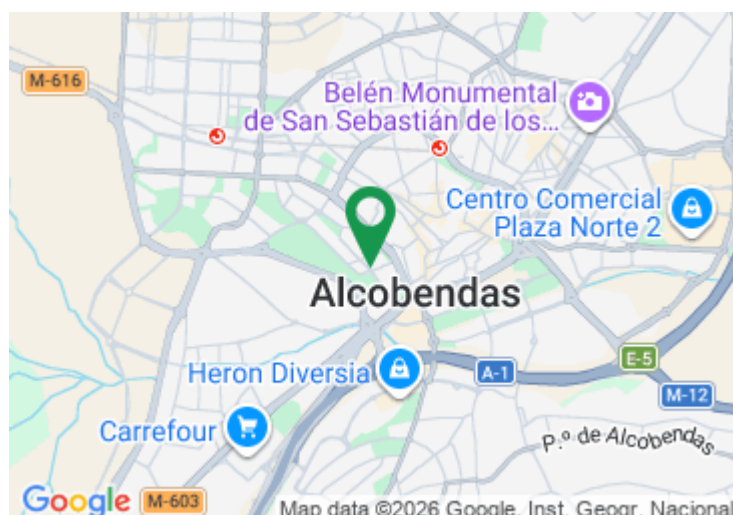 M-616
Belén Monumental
de San Sebastián de los...
Centro Comercial
Plaza Norte 2
Alcobendas
Heron Diversia
A-1
E-5
M-12
Carrefour
P.º de Alcobendas
Google
M-603
Map data ©2026 Google, Inst. Geogr. Nacional